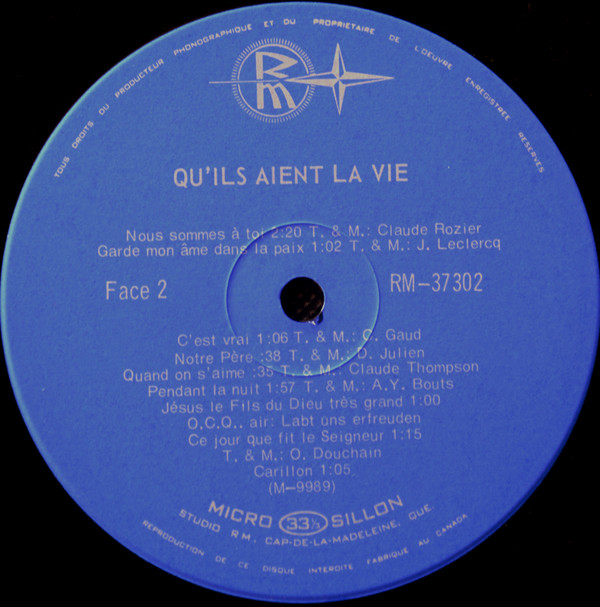 TOUS DROITS DU PRODUCTEUR PHONOGRAPHIQUE ET DU PROPRIETAIRE DE L'OEUVRE ENREGISTREE RESERVES
RM
QU'ILS AIENT LA VIE
Nous sommes à toi 2:20 T. & M.: Claude Rozier
Garde mon âme dans la paix 1:02 T. & M.: J. Leclercq
Face 2
RM-37302
C'est vrai 1:06 T. & M.: C. Gaud
Notre Père :38 T. & M.: D. Julien
Quand on s'aime :35 T. & M.: Claude Thompson
Pendant la nuit 1:57 T. & M.: A.Y. Bouts
Jésus le Fils du Dieu très grand 1:00
O.C.Q.. air: Labt uns erfreuden
Ce jour que fit le Seigneur 1:15
T. & M.: O. Douchain
Carillon 1:05
(M-9989)
MICRO 33⅓ SILLON
STUDIO RM. CAP-DE-LA-MADELEINE, QUE.
REPRODUCTION DE CE DISQUE INTERDITE FABRIQUE AU CANADA